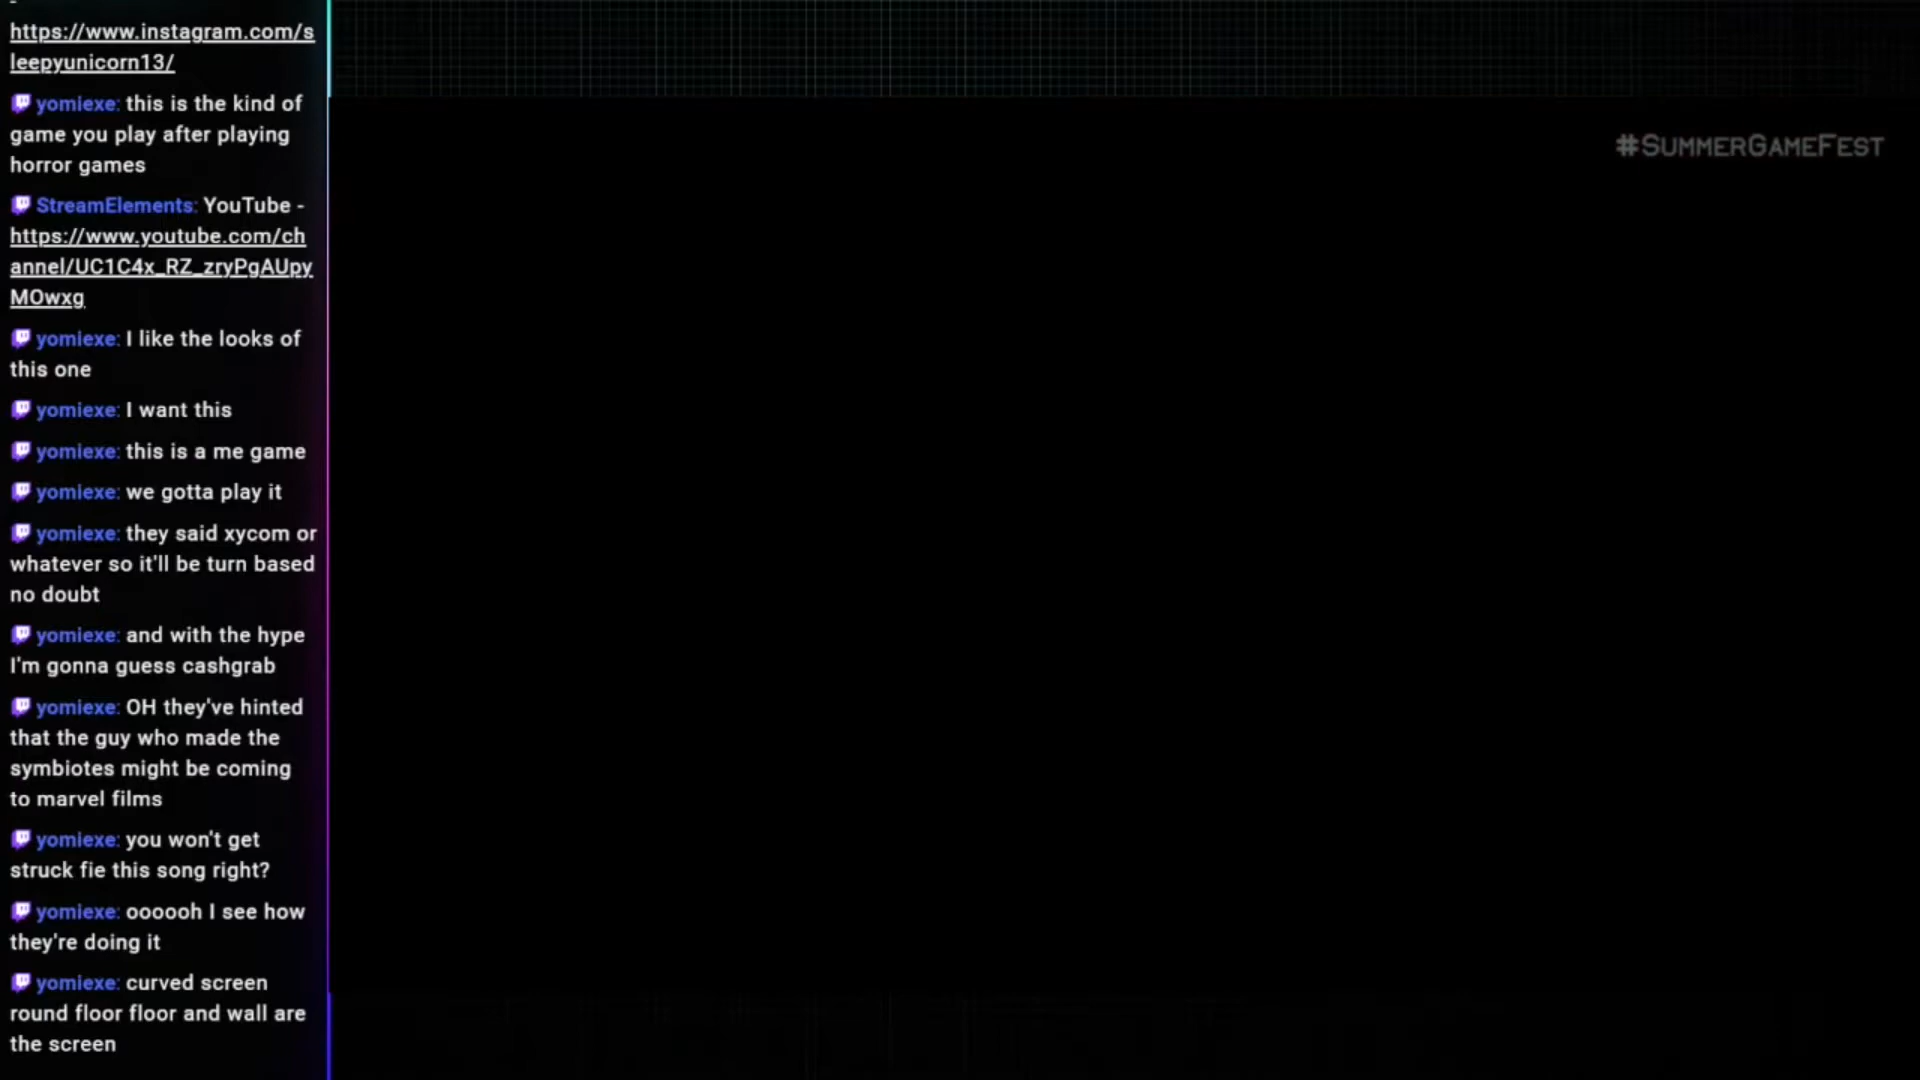 -
https://www.instagram.com/s
leepyunicorn13/
yomiexe: this is the kind of
game you play after playing
horror games
StreamElements: YouTube -
https://www.youtube.com/ch
annel/UC1C4x_RZ_zryPgAUpy
MOwxg
yomiexe: I like the looks of
this one
yomiexe: I want this
yomiexe: this is a me game
yomiexe: we gotta play it
yomiexe: they said xycom or
whatever so it'll be turn based
no doubt
yomiexe: and with the hype
I'm gonna guess cashgrab
yomiexe: OH they've hinted
that the guy who made the
symbiotes might be coming
to marvel films
yomiexe: you won't get
struck fie this song right?
yomiexe: oooooh I see how
they're doing it
yomiexe: curved screen
round floor floor and wall are
the screen
#SummerGameFest